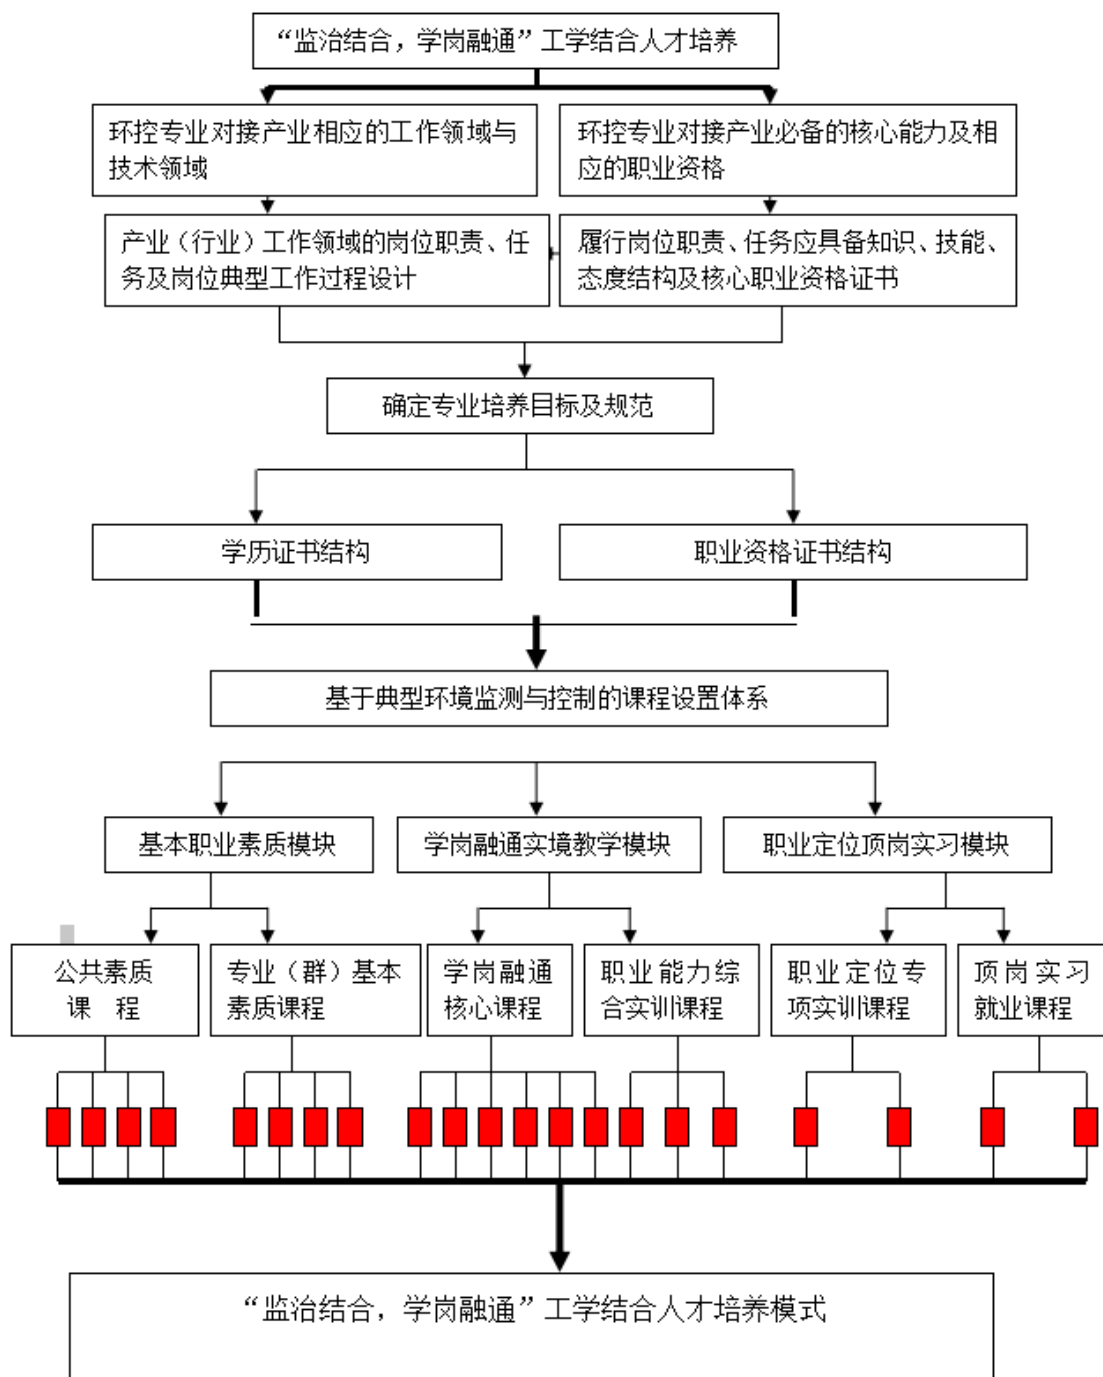 “监治结合，学岗融通”工学结合人才培养
环控专业对接产业相应的工作领域与
技术领域
环控专业对接产业必备的核心能力及相
应的职业资格
产业（行业）工作领域的岗位职责、任
务及岗位典型工作过程设计
履行岗位职责、任务应具备知识、技能、
态度结构及核心职业资格证书
确定专业培养目标及规范
学历证书结构
职业资格证书结构
基于典型环境监测与控制的课程设置体系
基本职业素质模块
学岗融通实境教学模块
职业定位顶岗实习模块
公共素质
课 程
专业（群）基本
素质课程
学岗融通
核心课程
职业能力综
合实训课程
职业定位专
项实训课程
顶岗实习
就业课程
“监治结合，学岗融通”工学结合人才培养模式